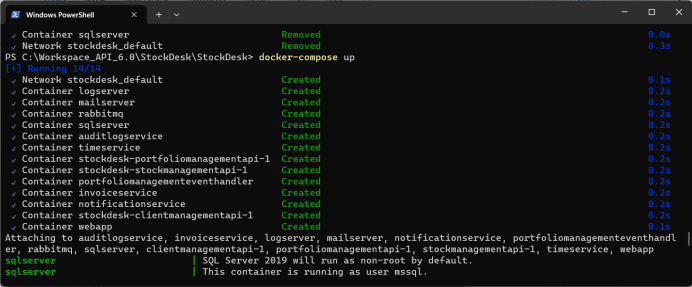 Windows PowerShell
✓ Container sqlserver Removed 0.0s
✓ Network stockdesk_default Removed 0.3s
PS C:\Workspace_API_6.0\StockDesk\StockDesk> docker-compose up
[+] Running 14/14
✓ Network stockdesk_default Created 0.1s
✓ Container logserver Created 0.2s
✓ Container mailserver Created 0.2s
✓ Container rabbitmq Created 0.2s
✓ Container sqlserver Created 0.2s
✓ Container auditlogservice Created 0.2s
✓ Container timeservice Created 0.2s
✓ Container stockdesk-portfoliomanagementapi-1 Created 0.2s
✓ Container stockdesk-stockmanagementapi-1 Created 0.2s
✓ Container portfoliomanagementeventhandler Created 0.2s
✓ Container invoiceservice Created 0.2s
✓ Container notificationservice Created 0.2s
✓ Container stockdesk-clientmanagementapi-1 Created 0.2s
✓ Container webapp Created 0.1s
Attaching to auditlogservice, invoiceservice, logserver, mailserver, notificationservice, portfoliomanagementeventhandl
er, rabbitmq, sqlserver, clientmanagementapi-1, portfoliomanagementapi-1, stockmanagementapi-1, timeservice, webapp
sqlserver | SQL Server 2019 will run as non-root by default.
sqlserver | This container is running as user mssql.